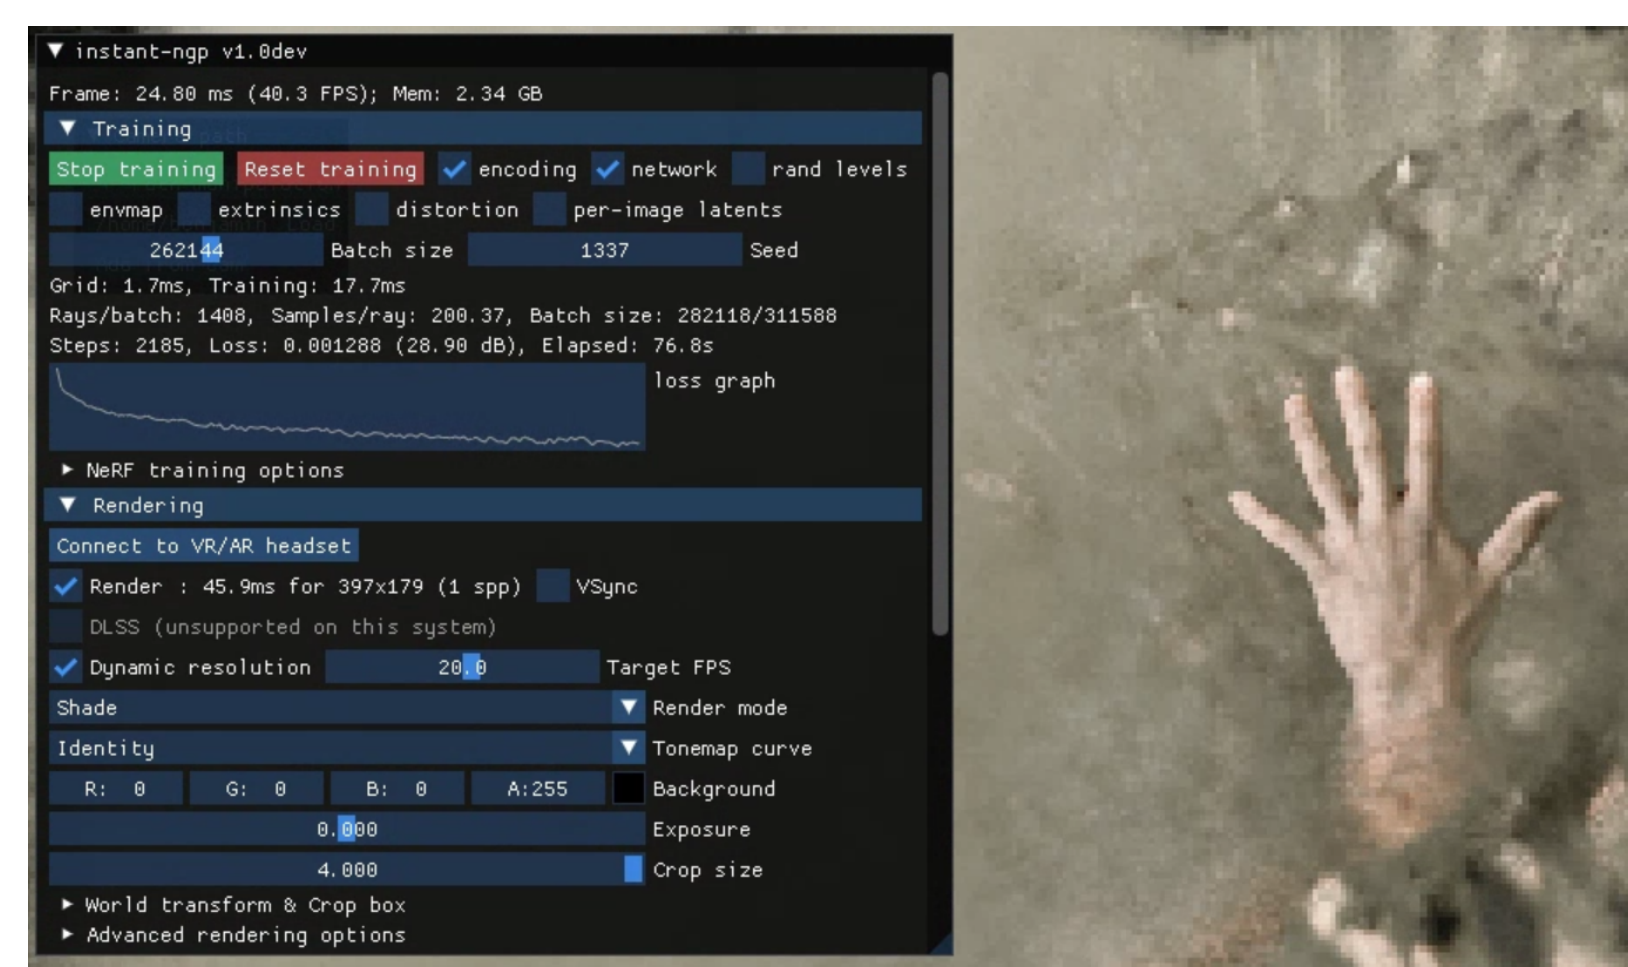 instant-ngp v1.0dev
Frame: 24.80 ms (40.3 FPS); Mem: 2.34 GB
Training
Stop training Reset training encoding network rand levels
envmap extrinsics distortion per-image latents
262144 Batch size 1337 Seed
Grid: 1.7ms, Training: 17.7ms
Rays/batch: 1408, Samples/ray: 200.37, Batch size: 282118/311588
Steps: 2185, Loss: 0.001288 (28.90 dB), Elapsed: 76.8s
loss graph
NeRF training options
Rendering
Connect to VR/AR headset
Render : 45.9ms for 397x179 (1 spp) VSync
DLSS (unsupported on this system)
Dynamic resolution 20.0 Target FPS
Shade Render mode
Identity Tonemap curve
R: 0 G: 0 B: 0 A:255 Background
0.000 Exposure
4.000 Crop size
World transform & Crop box
Advanced rendering options